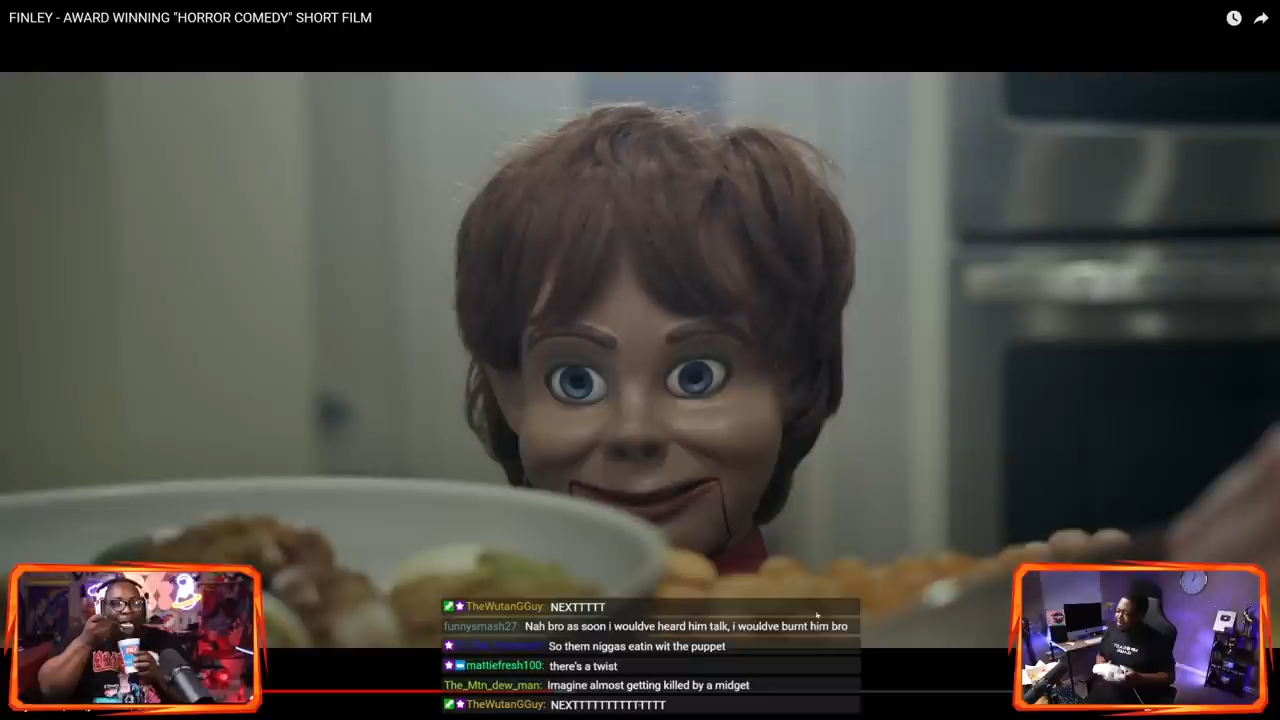 FINLEY - AWARD WINNING "HORROR COMEDY" SHORT FILM
TheWutanGGuy: NEXTTTTT
funnysmash27: Nah bro as soon i wouldve heard him talk, i wouldve burnt him bro
So them niggas eatin wit the puppet
mattiefresh100: there's a twist
The_Mtn_dew_man: Imagine almost getting killed by a midget
TheWutanGGuy: NEXTTTTTTTTTTTTTT